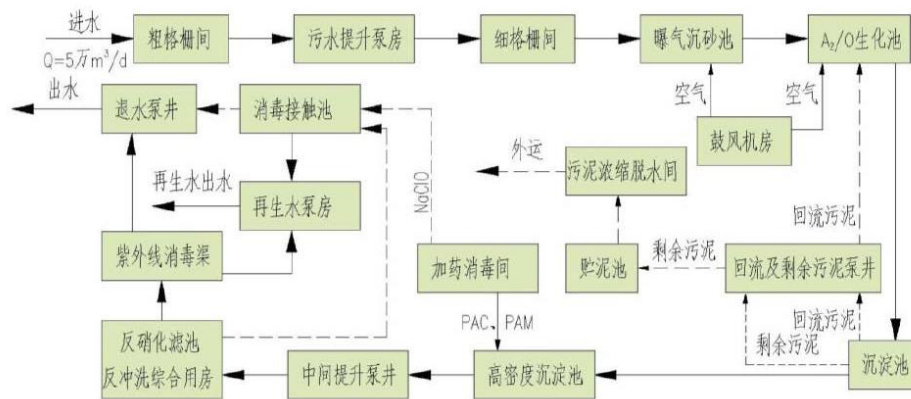 进水
Q=5万m³/d
粗格栅间
污水提升泵房
细格栅间
曝气沉砂池
A₂/O生化池
出水
退水泵井
消毒接触池
空气
空气
鼓风机房
外运
污泥浓缩脱水间
再生水出水
再生水泵房
NaClO
回流污泥
紫外线消毒渠
加药消毒间
贮泥池
剩余污泥
回流及剩余污泥泵井
PAC、PAM
回流污泥
剩余污泥
反硝化滤池
反冲洗综合用房
中间提升泵井
高密度沉淀池
沉淀池